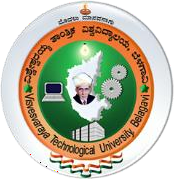 ವಿಶ್ವೇಶ್ವರಯ್ಯ ತಾಂತ್ರಿಕ ವಿಶ್ವವಿದ್ಯಾಲಯ, ಬೆಳಗಾವಿ
Visvesvaraya Technological University, Belagavi